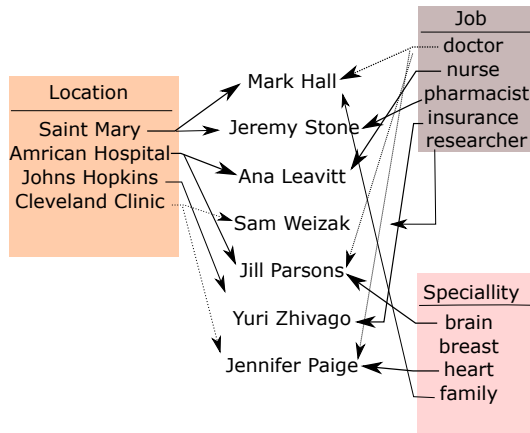 Location
Saint Mary
Amrican Hospital
Johns Hopkins
Cleveland Clinic
Mark Hall
Jeremy Stone
Ana Leavitt
Sam Weizak
Jill Parsons
Yuri Zhivago
Jennifer Paige
Job
doctor
nurse
pharmacist
insurance
researcher
Speciallity
brain
breast
heart
family